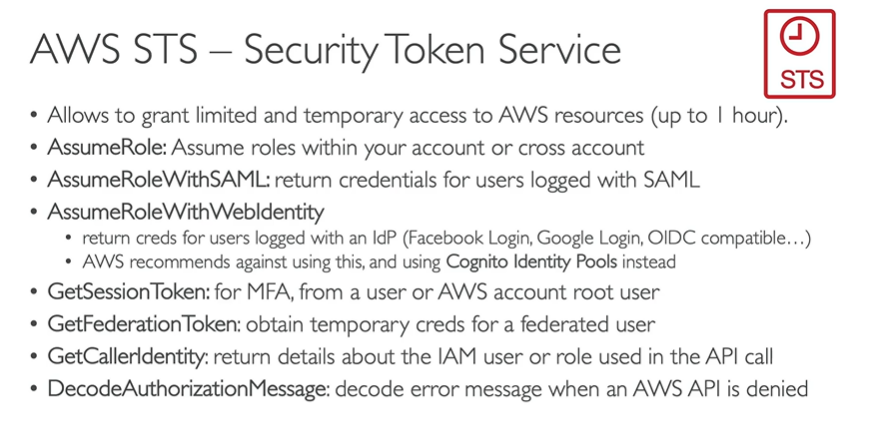 AWS STS – Security Token Service
STS
• Allows to grant limited and temporary access to AWS resources (up to 1 hour).
• AssumeRole: Assume roles within your account or cross account
• AssumeRoleWithSAML: return credentials for users logged with SAML
• AssumeRoleWithWebIdentity
• return creds for users logged with an IdP (Facebook Login, Google Login, OIDC compatible…)
• AWS recommends against using this, and using Cognito Identity Pools instead
• GetSessionToken: for MFA, from a user or AWS account root user
• GetFederationToken: obtain temporary creds for a federated user
• GetCallerIdentity: return details about the IAM user or role used in the API call
• DecodeAuthorizationMessage: decode error message when an AWS API is denied